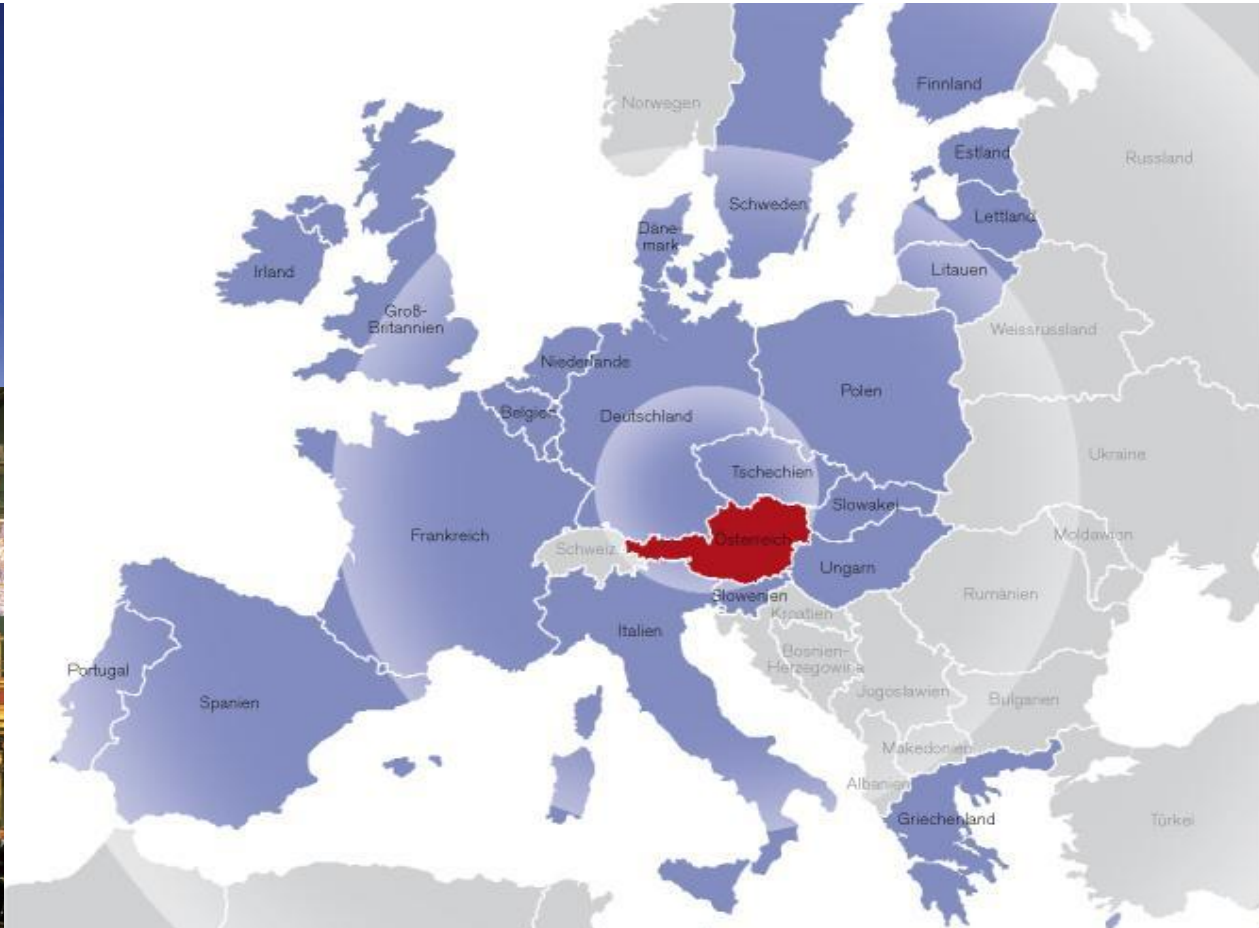 Finnland
Norwegen
Estland
Russland
Schweden
Lettland
Däne-
mark
Irland
Litauen
Groß-
Britannien
Weissrussland
Niederlande
Polen
Belgien
Deutschland
Ukraine
Tschechien
Slowakei
Frankreich
Österreich
Moldawien
Schweiz
Ungarn
Slowenien
Rumänien
Kroatien
Italien
Bosnien-
Herzegowina
Portugal
Jugoslawien
Spanien
Bulgarien
Makedonien
Albanien
Griechenland
Türkei